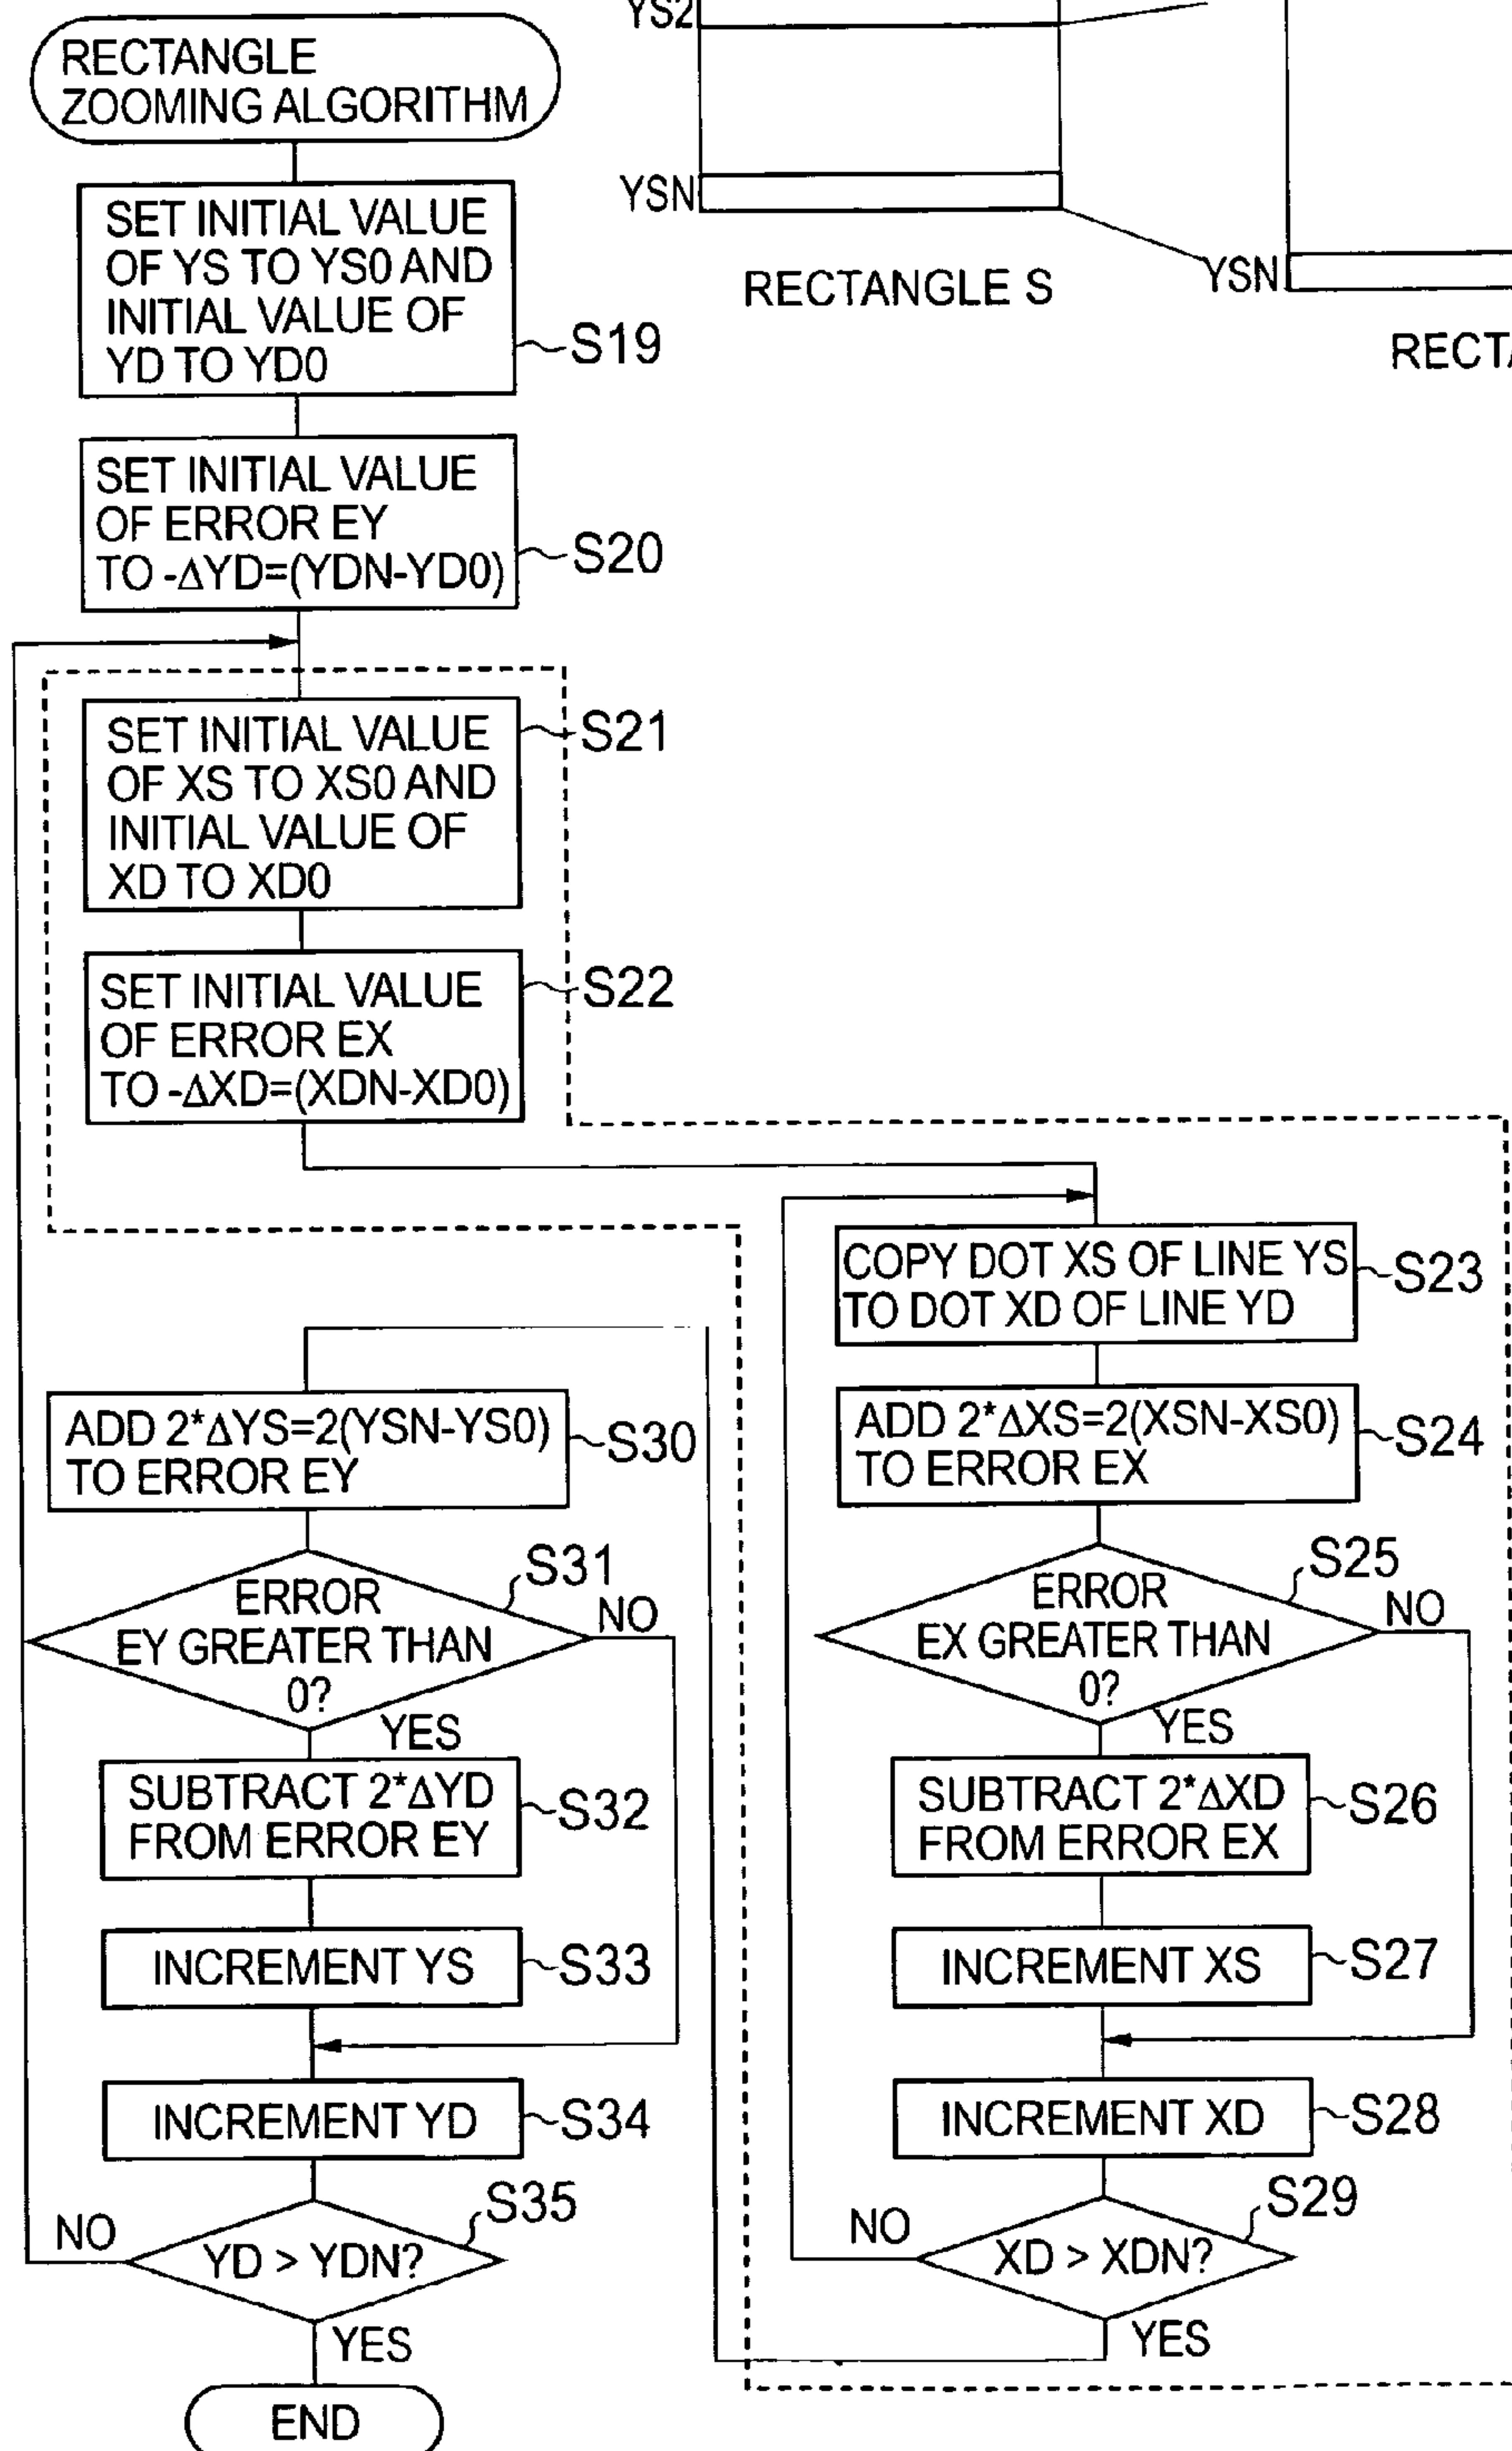 RECTANGLE
ZOOMING ALGORITHM
YS2
YSN
RECTANGLE S
YSN
SET INITIAL VALUE
OF YS TO YS0 AND
INITIAL VALUE OF
YD TO YD0
S19
SET INITIAL VALUE
OF ERROR EY
TO -ΔYD=(YDN-YD0)
S20
SET INITIAL VALUE
OF XS TO XS0 AND
INITIAL VALUE OF
XD TO XD0
S21
SET INITIAL VALUE
OF ERROR EX
TO -ΔXD=(XDN-XD0)
S22
COPY DOT XS OF LINE YS
TO DOT XD OF LINE YD
S23
ADD 2*ΔXS=2(XSN-XS0)
TO ERROR EX
S24
ERROR
EX GREATER THAN
0?
S25
NO
YES
SUBTRACT 2*ΔXD
FROM ERROR EX
S26
INCREMENT XS
S27
INCREMENT XD
S28
XD > XDN?
S29
NO
YES
ADD 2*ΔYS=2(YSN-YS0)
TO ERROR EY
S30
ERROR
EY GREATER THAN
0?
S31
NO
YES
SUBTRACT 2*ΔYD
FROM ERROR EY
S32
INCREMENT YS
S33
INCREMENT YD
S34
YD > YDN?
S35
NO
YES
END